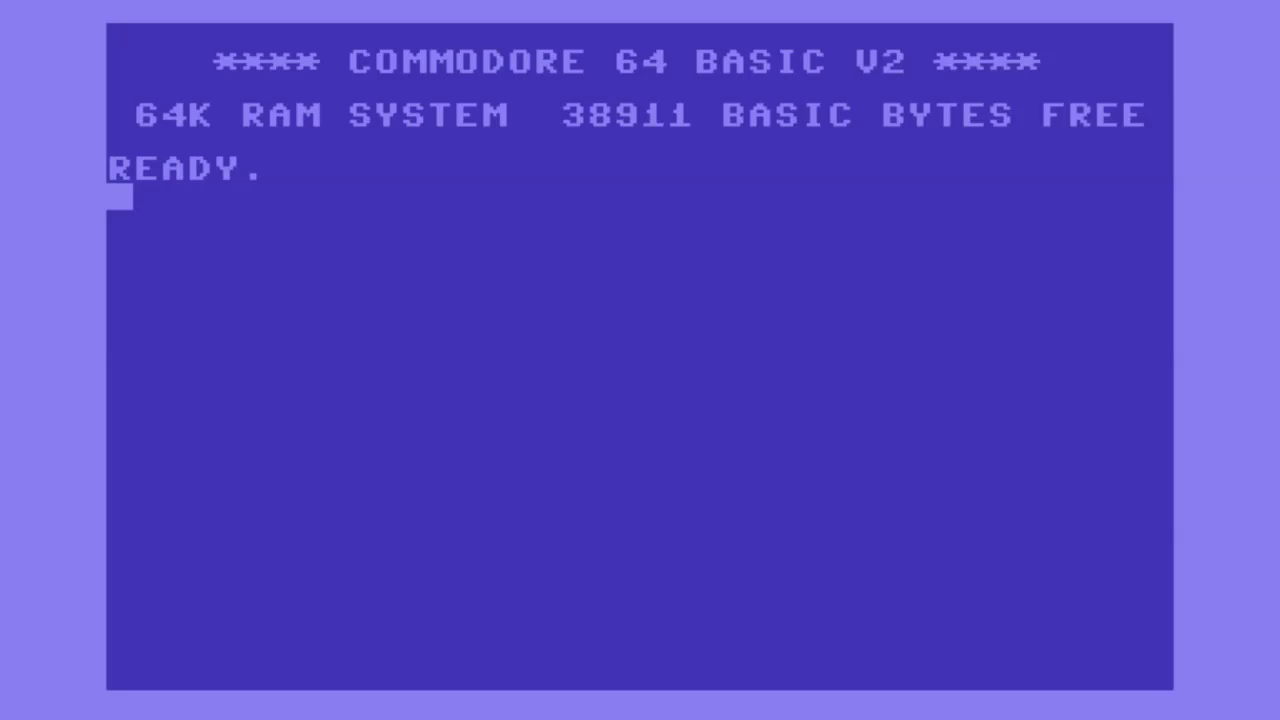 **** COMMODORE 64 BASIC V2 ****
64K RAM SYSTEM  38911 BASIC BYTES FREE
READY.